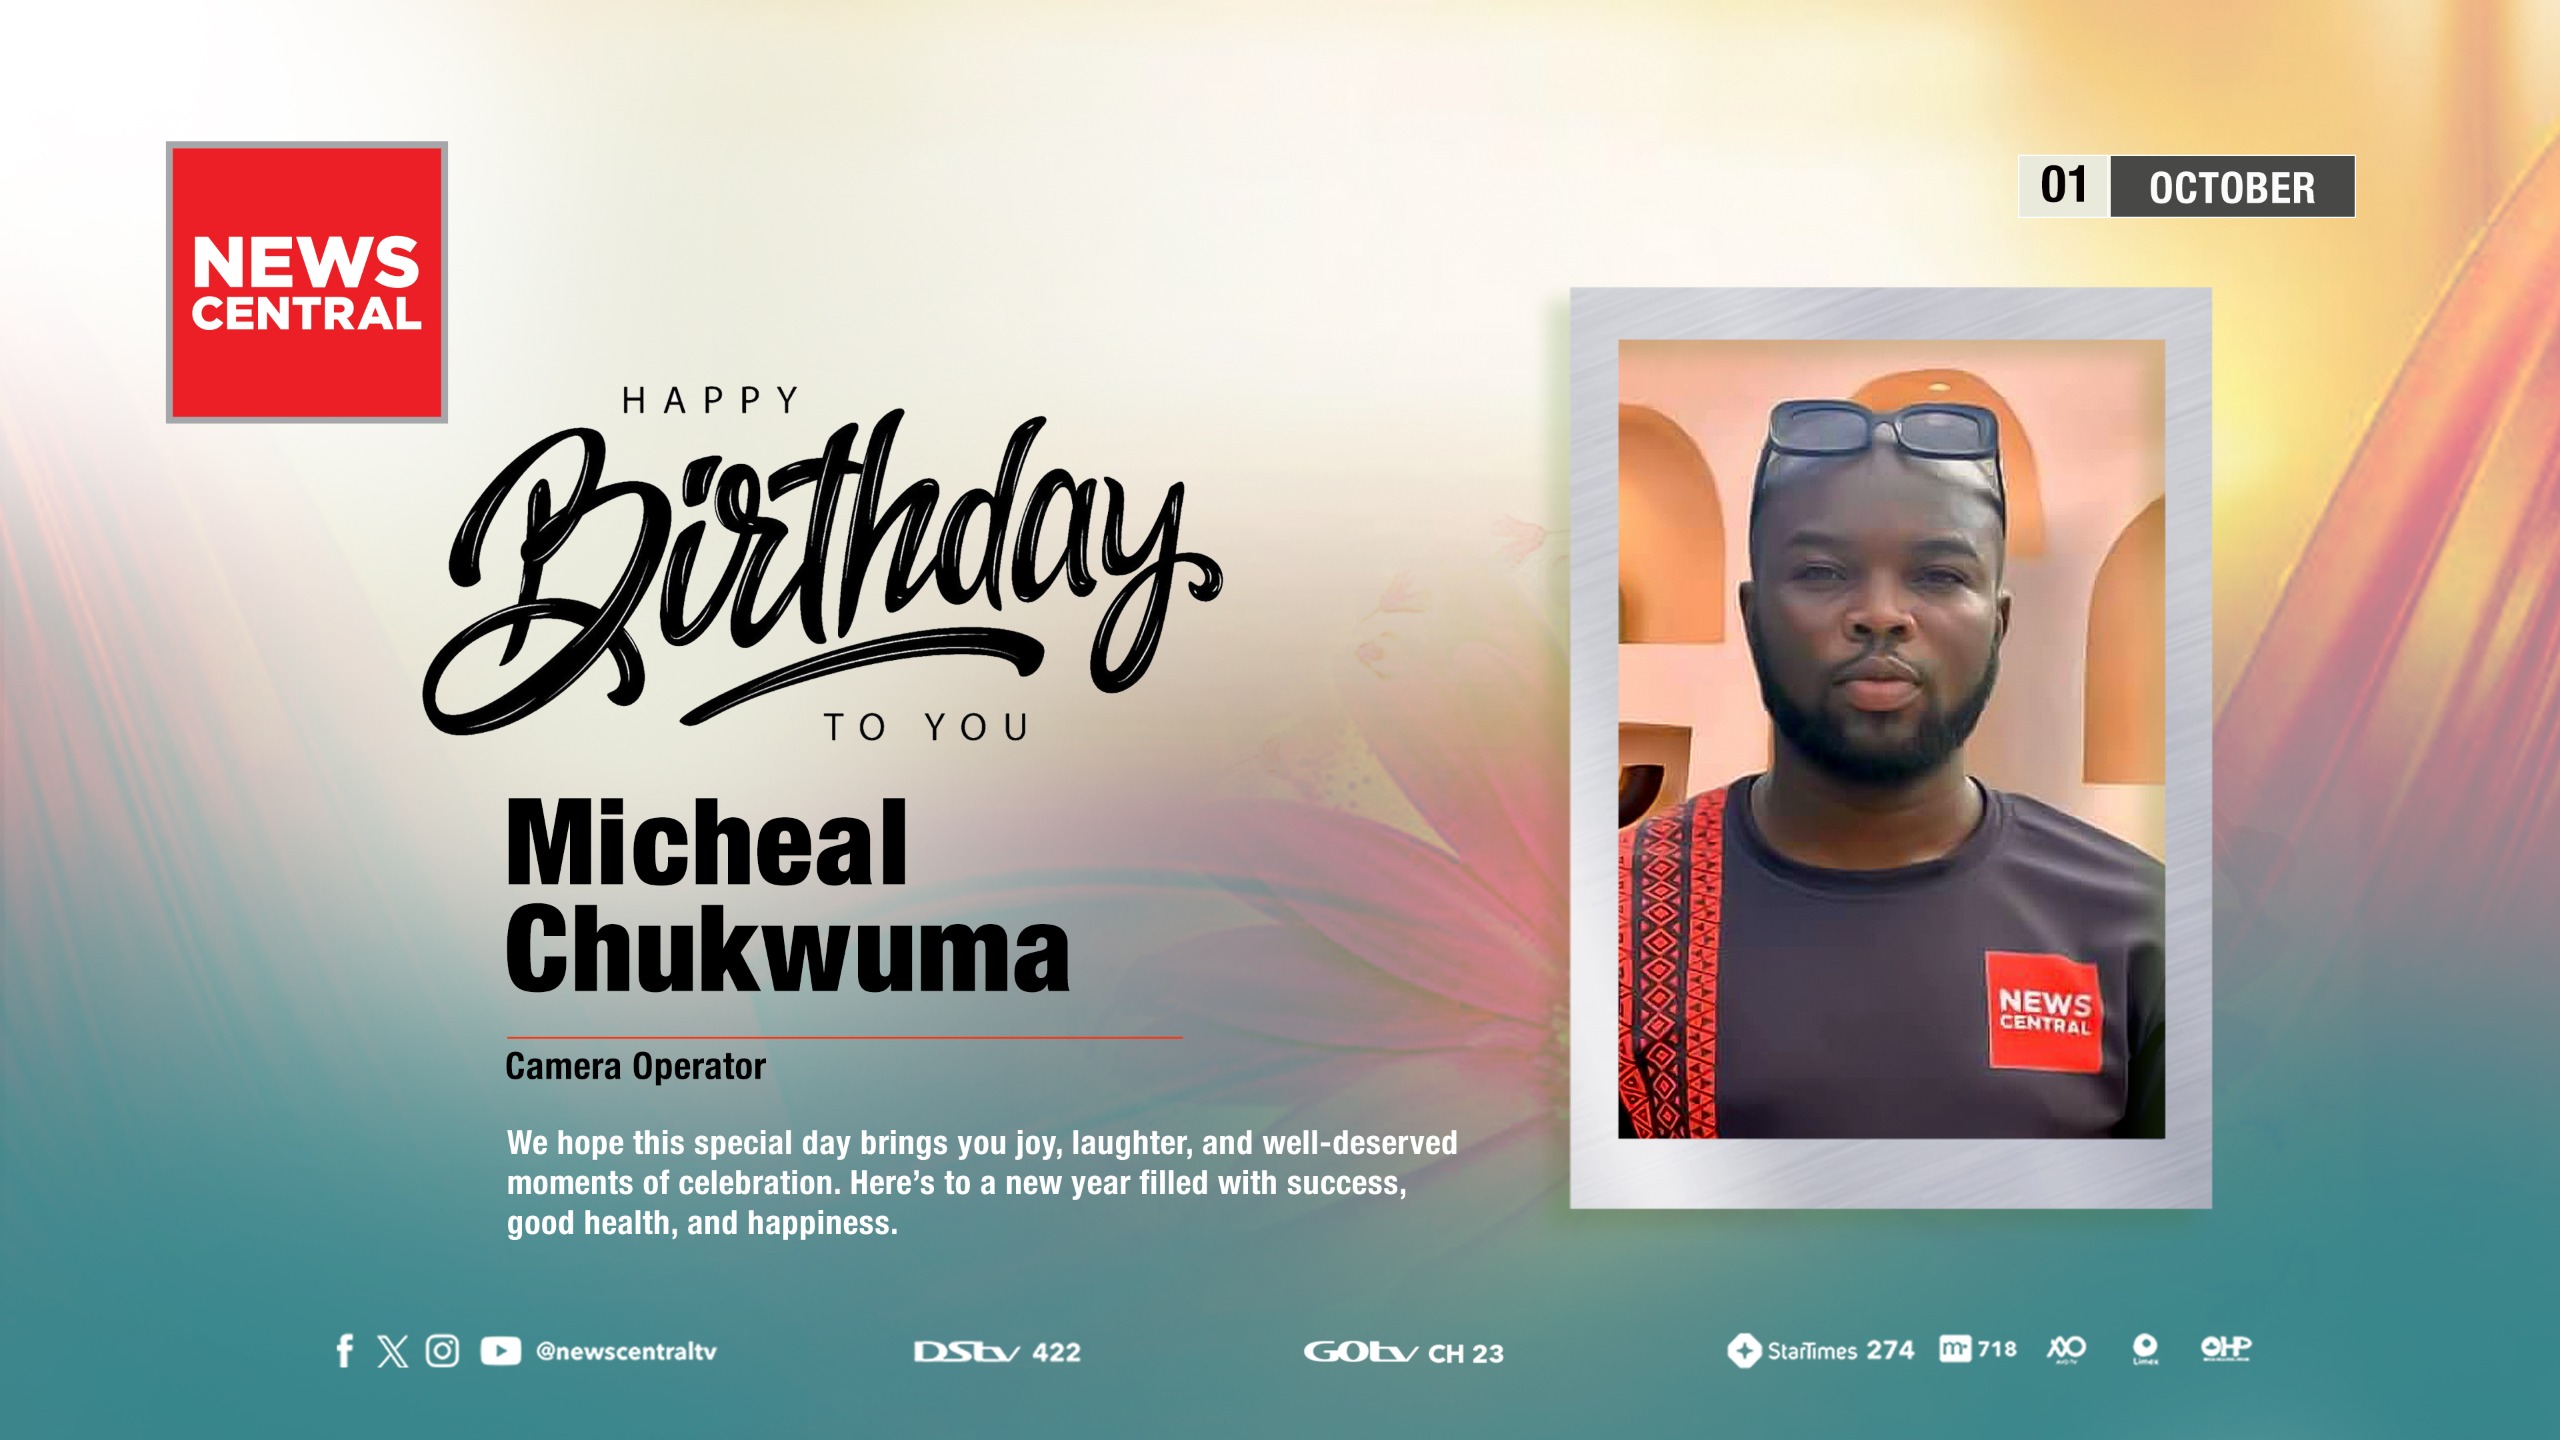 NEWS
CENTRAL
01 OCTOBER
HAPPY
Birthday
TO YOU
Micheal
Chukwuma
Camera Operator
We hope this special day brings you joy, laughter, and well-deserved
moments of celebration. Here’s to a new year filled with success,
good health, and happiness.
NEWS
CENTRAL
@newscentraltv DStv 422 GOtv CH 23 StarTimes 274 718
Limex
OHP